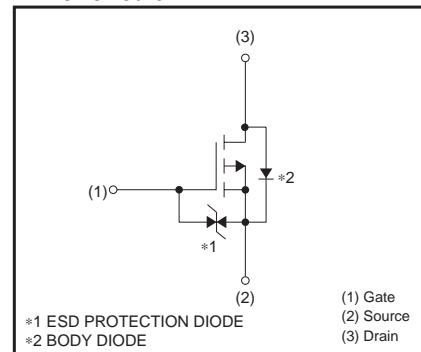 (3)
∗2
(1)
∗1
(2)
∗1 ESD PROTECTION DIODE
∗2 BODY DIODE
(1) Gate
(2) Source
(3) Drain